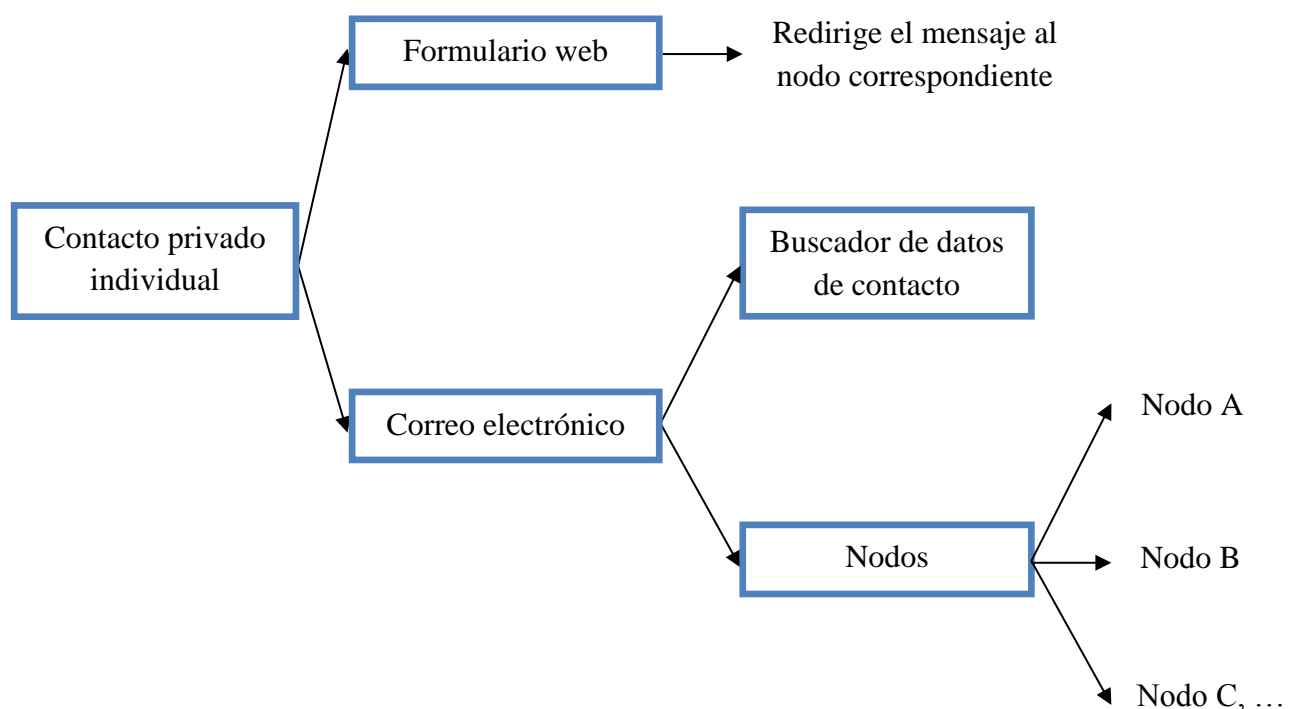 Formulario web
Redirige el mensaje al
nodo correspondiente
Contacto privado
individual
Buscador de datos
de contacto
Correo electrónico
Nodo A
Nodos
Nodo B
Nodo C, …